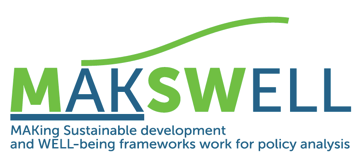 MAKSWELL
MAKing Sustainable development
and WELL-being frameworks work for policy analysis